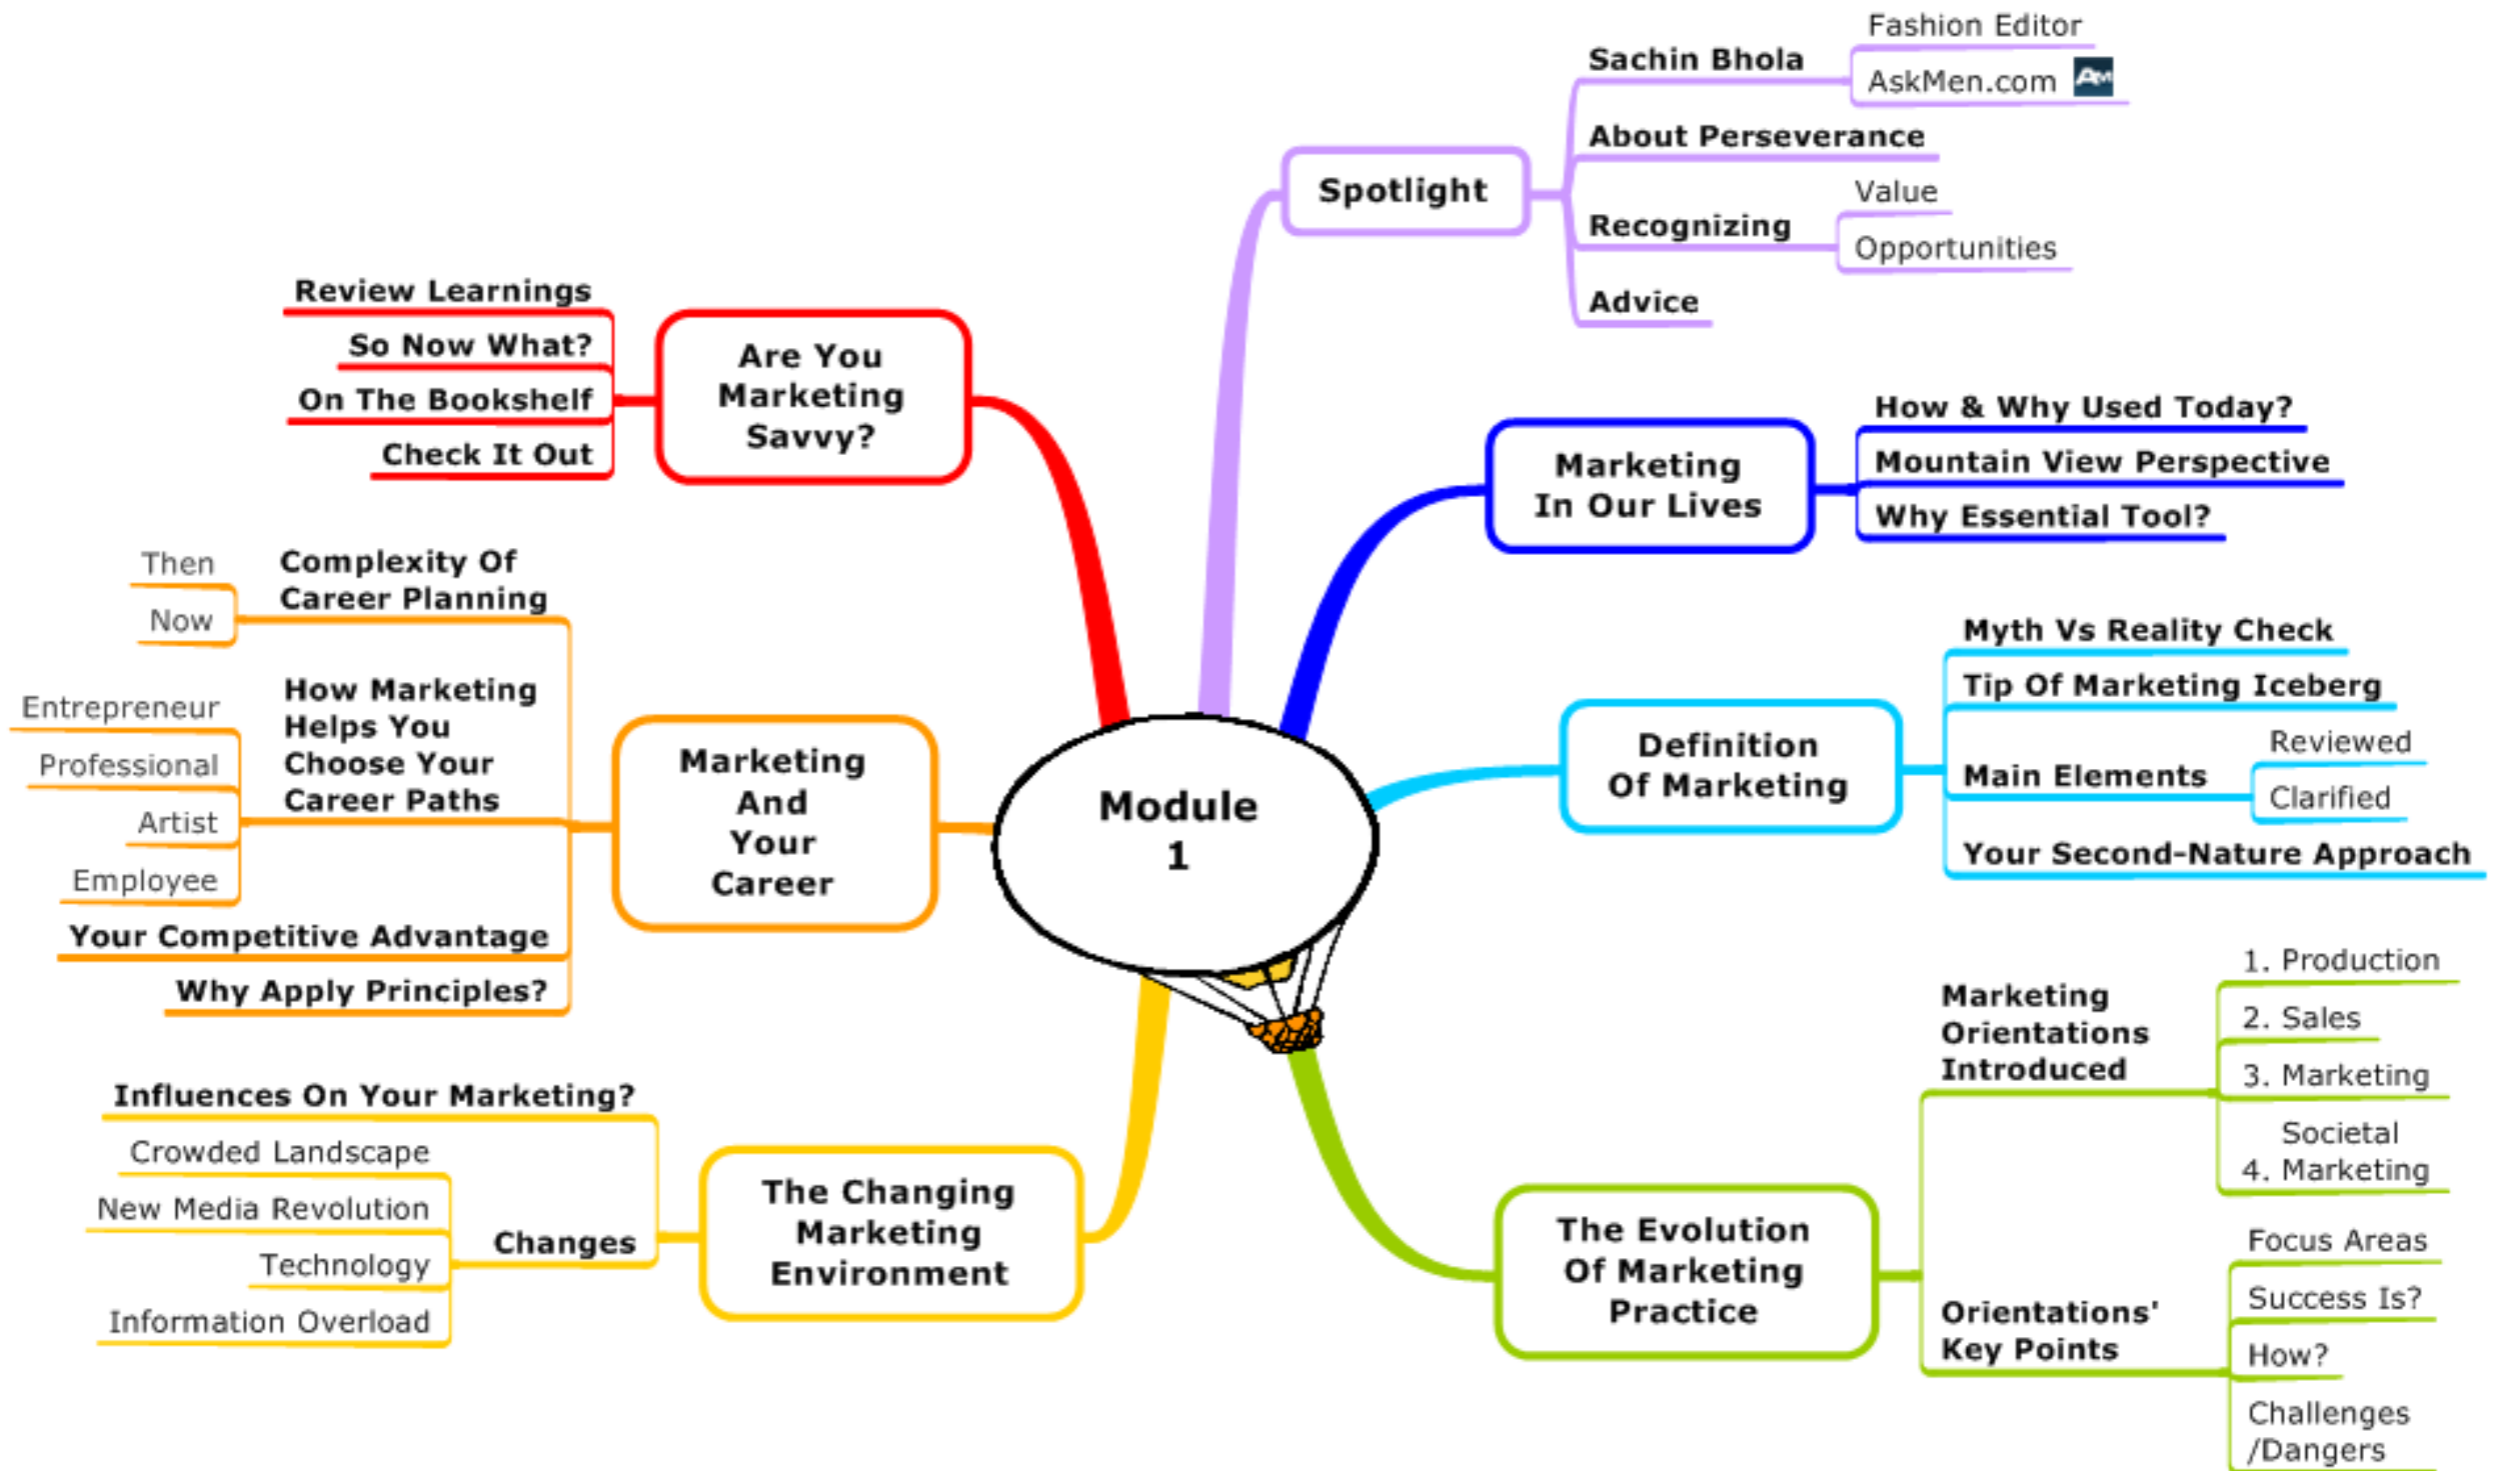 Module
1
Spotlight
Sachin Bhola
Fashion Editor
AskMen.com AM
About Perseverance
Recognizing
Value
Opportunities
Advice
Marketing
In Our Lives
How & Why Used Today?
Mountain View Perspective
Why Essential Tool?
Definition
Of Marketing
Myth Vs Reality Check
Tip Of Marketing Iceberg
Main Elements
Reviewed
Clarified
Your Second-Nature Approach
The Evolution
Of Marketing
Practice
Marketing
Orientations
Introduced
1. Production
2. Sales
3. Marketing
Societal
4. Marketing
Orientations'
Key Points
Focus Areas
Success Is?
How?
Challenges
/Dangers
The Changing
Marketing
Environment
Influences On Your Marketing?
Changes
Crowded Landscape
New Media Revolution
Technology
Information Overload
Marketing
And
Your
Career
Complexity Of
Career Planning
Then
Now
How Marketing
Helps You
Choose Your
Career Paths
Entrepreneur
Professional
Artist
Employee
Your Competitive Advantage
Why Apply Principles?
Are You
Marketing
Savvy?
Review Learnings
So Now What?
On The Bookshelf
Check It Out